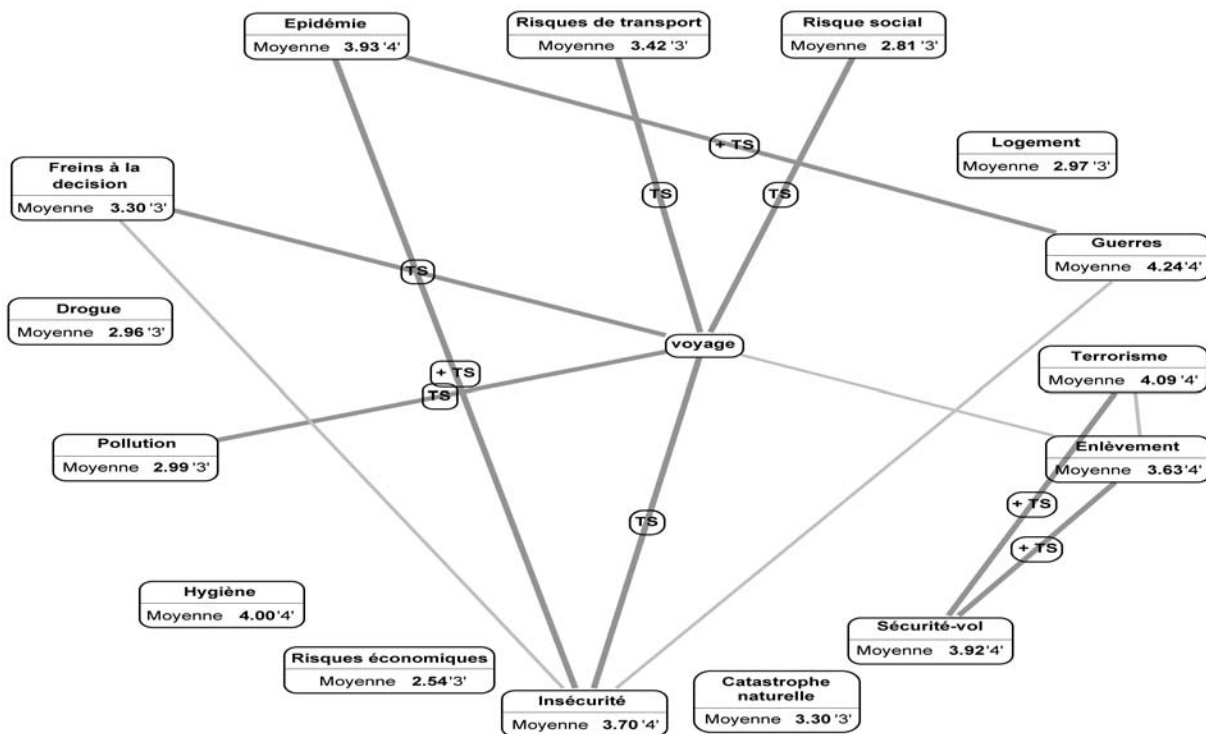 Epidémie
Moyenne 3.93 '4'
Risques de transport
Moyenne 3.42 '3'
Risque social
Moyenne 2.81 '3'
+ TS
Logement
Moyenne 2.97 '3'
Freins à la
decision
Moyenne 3.30 '3'
TS
TS
Guerres
Moyenne 4.24 '4'
TS
Drogue
Moyenne 2.96 '3'
voyage
Terrorisme
Moyenne 4.09 '4'
+ TS
TS
Pollution
Moyenne 2.99 '3'
Enlèvement
Moyenne 3.63 '4'
+ TS
TS
+ TS
Hygiène
Moyenne 4.00 '4'
Sécurité-vol
Moyenne 3.92 '4'
Risques économiques
Moyenne 2.54 '3'
Insécurité
Moyenne 3.70 '4'
Catastrophe
naturelle
Moyenne 3.30 '3'